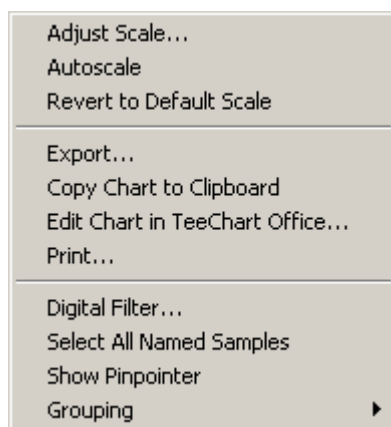 Adjust Scale...
Autoscale
Revert to Default Scale
Export...
Copy Chart to Clipboard
Edit Chart in TeeChart Office...
Print...
Digital Filter...
Select All Named Samples
Show Pinpointer
Grouping